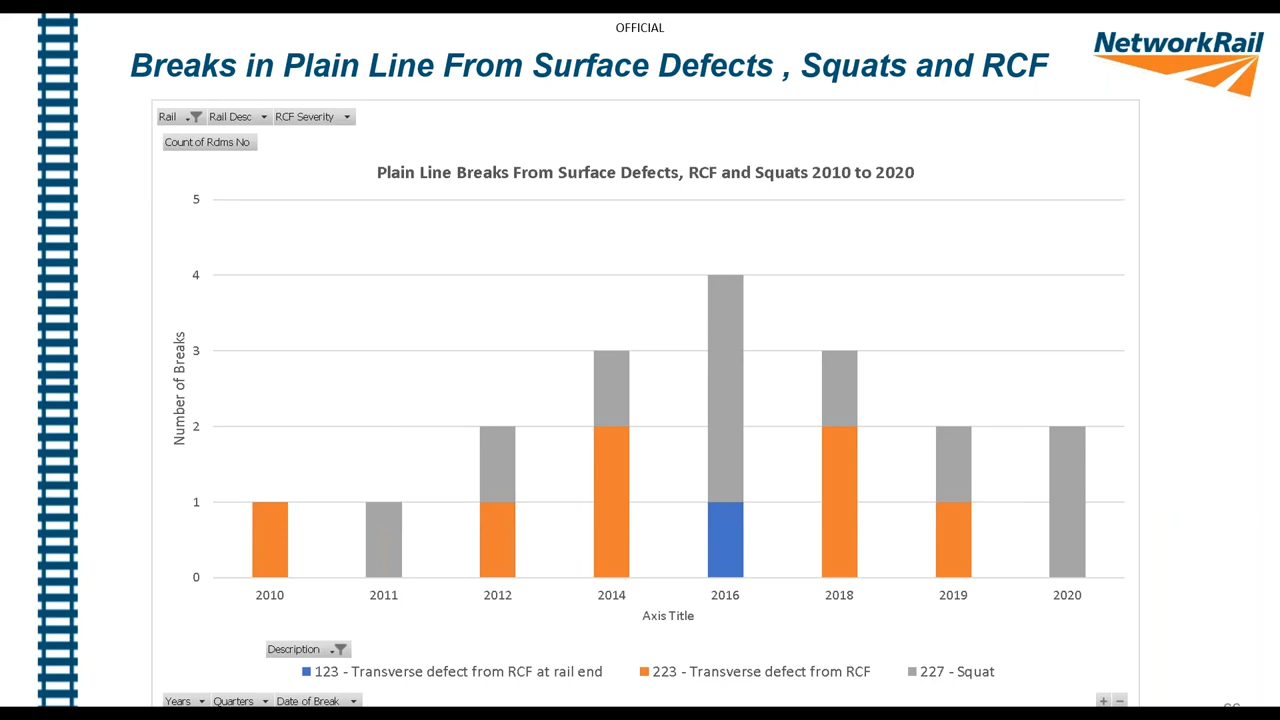 OFFICIAL
Breaks in Plain Line From Surface Defects , Squats and RCF
NetworkRail
Rail Rail Desc RCF Severity
Count of Rdms No
Plain Line Breaks From Surface Defects, RCF and Squats 2010 to 2020
5
4
3
2
1
0
Number of Breaks
2010 2011 2012 2014 2016 2018 2019 2020
Axis Title
Description
123 - Transverse defect from RCF at rail end 223 - Transverse defect from RCF 227 - Squat
Years Quarters Date of Break + −